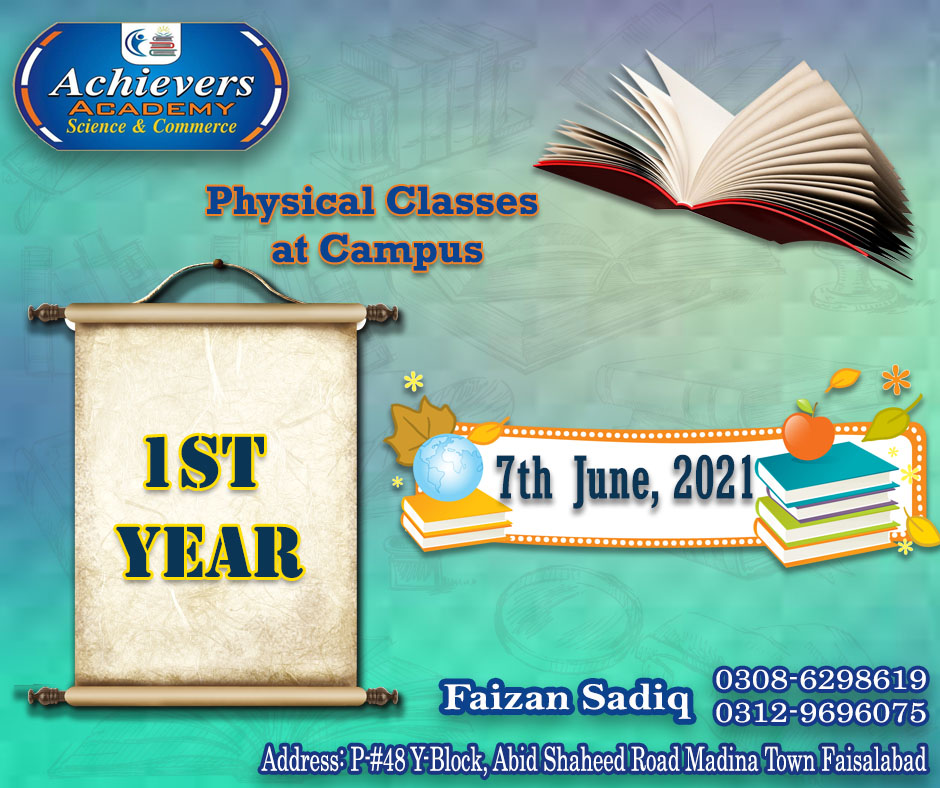 Achievers
ACADEMY
Science & Commerce
Physical Classes
at Campus
1ST
YEAR
7th June, 2021
Faizan Sadiq
0308-6298619
0312-9696075
Address: P-#48 Y-Block, Abid Shaheed Road Madina Town Faisalabad